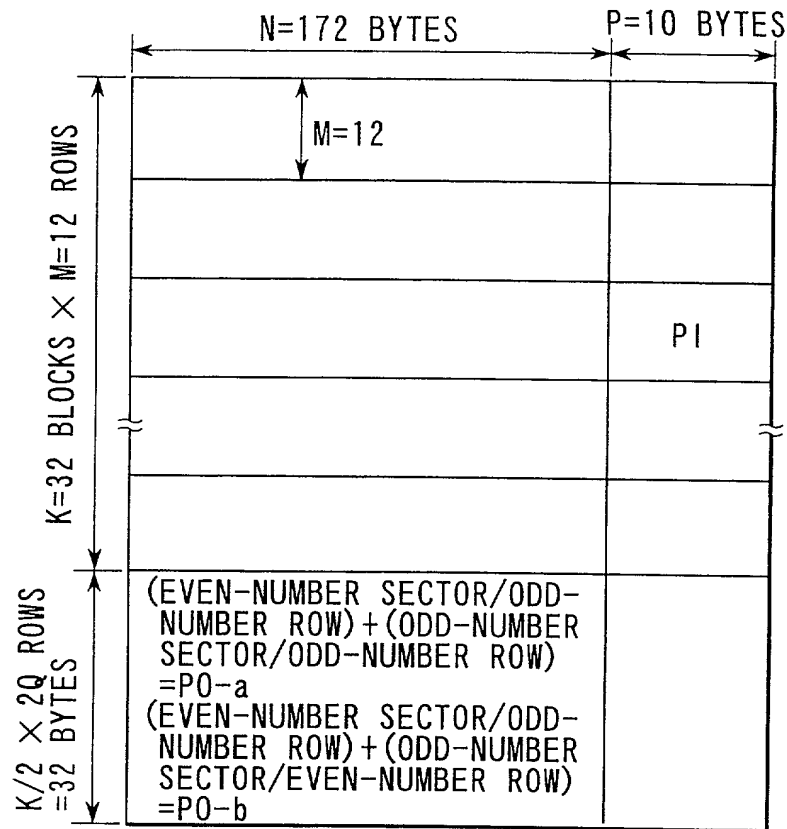 N=172 BYTES
P=10 BYTES
M=12
K=32 BLOCKS × M=12 ROWS
PI
K/2 × 2Q ROWS
=32 BYTES
(EVEN-NUMBER SECTOR/ODD-
NUMBER ROW)+(ODD-NUMBER
SECTOR/ODD-NUMBER ROW)
=PO-a
(EVEN-NUMBER SECTOR/ODD-
NUMBER ROW)+(ODD-NUMBER
SECTOR/EVEN-NUMBER ROW)
=PO-b